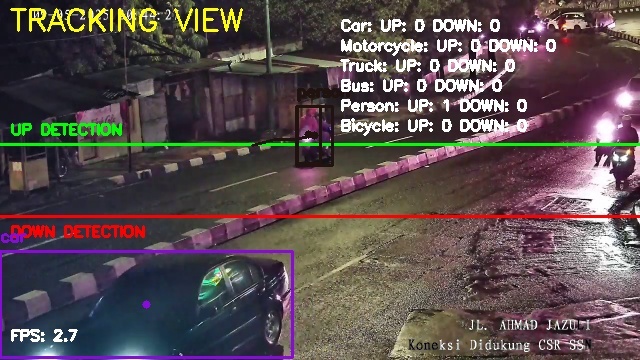 TRACKING VIEW
Car: UP: 0 DOWN: 0
Motorcycle: UP: 0 DOWN: 0
Truck: UP: 0 DOWN: 0
Bus: UP: 0 DOWN: 0
Person: UP: 1 DOWN: 0
Bicycle: UP: 0 DOWN: 0
UP DETECTION
DOWN DETECTION
car
FPS: 2.7
JL. AHMAD JAZULI
Koneksi Didukung CSR SSN